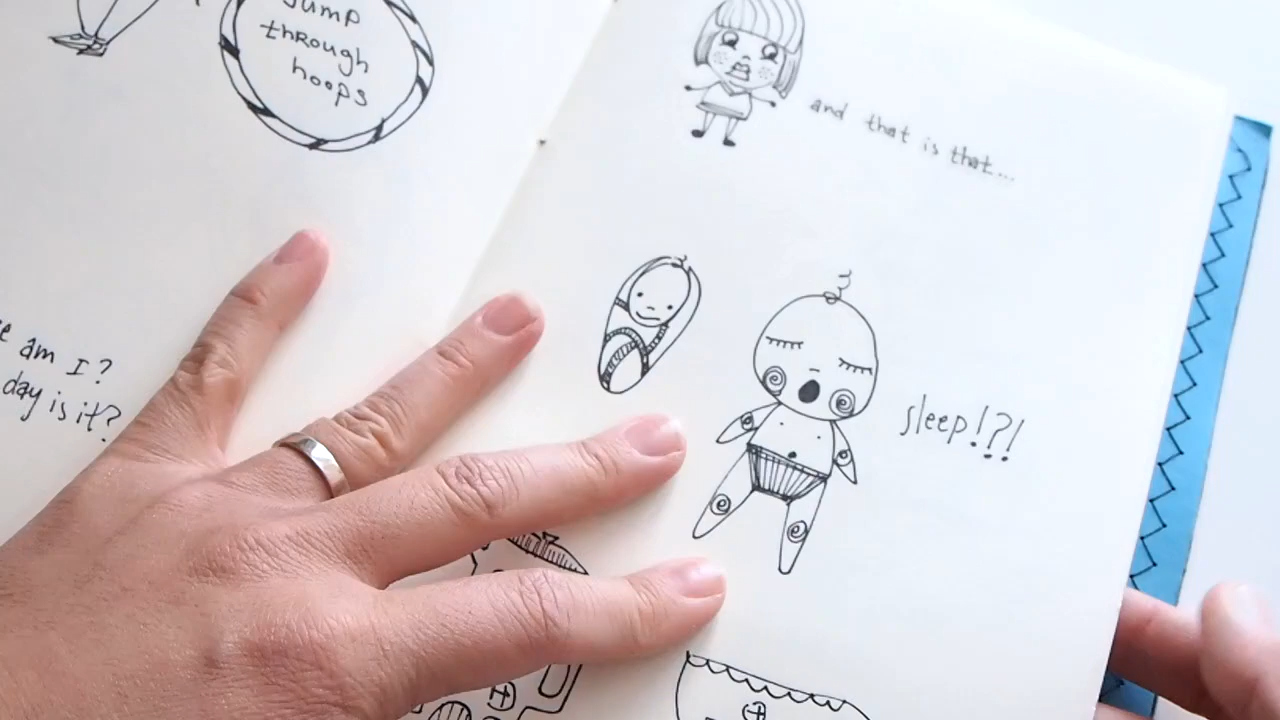 Jump
through
hoops
am I?
day is it?
and that is that...
sleep!?!